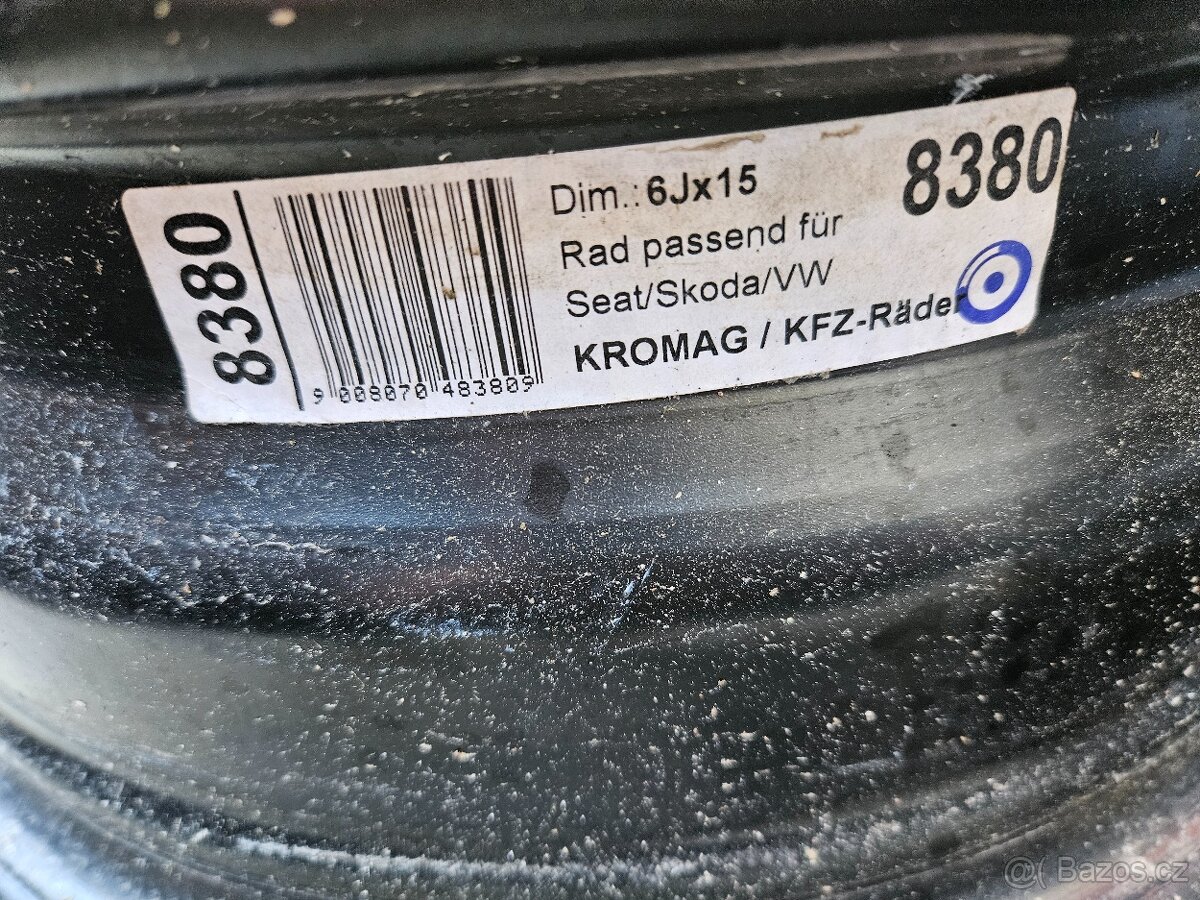 8380
9 008070 483809
Dim.: 6Jx15
Rad passend für
Seat/Skoda/VW
KROMAG / KFZ-Räder
8380
@( Bazos.cz